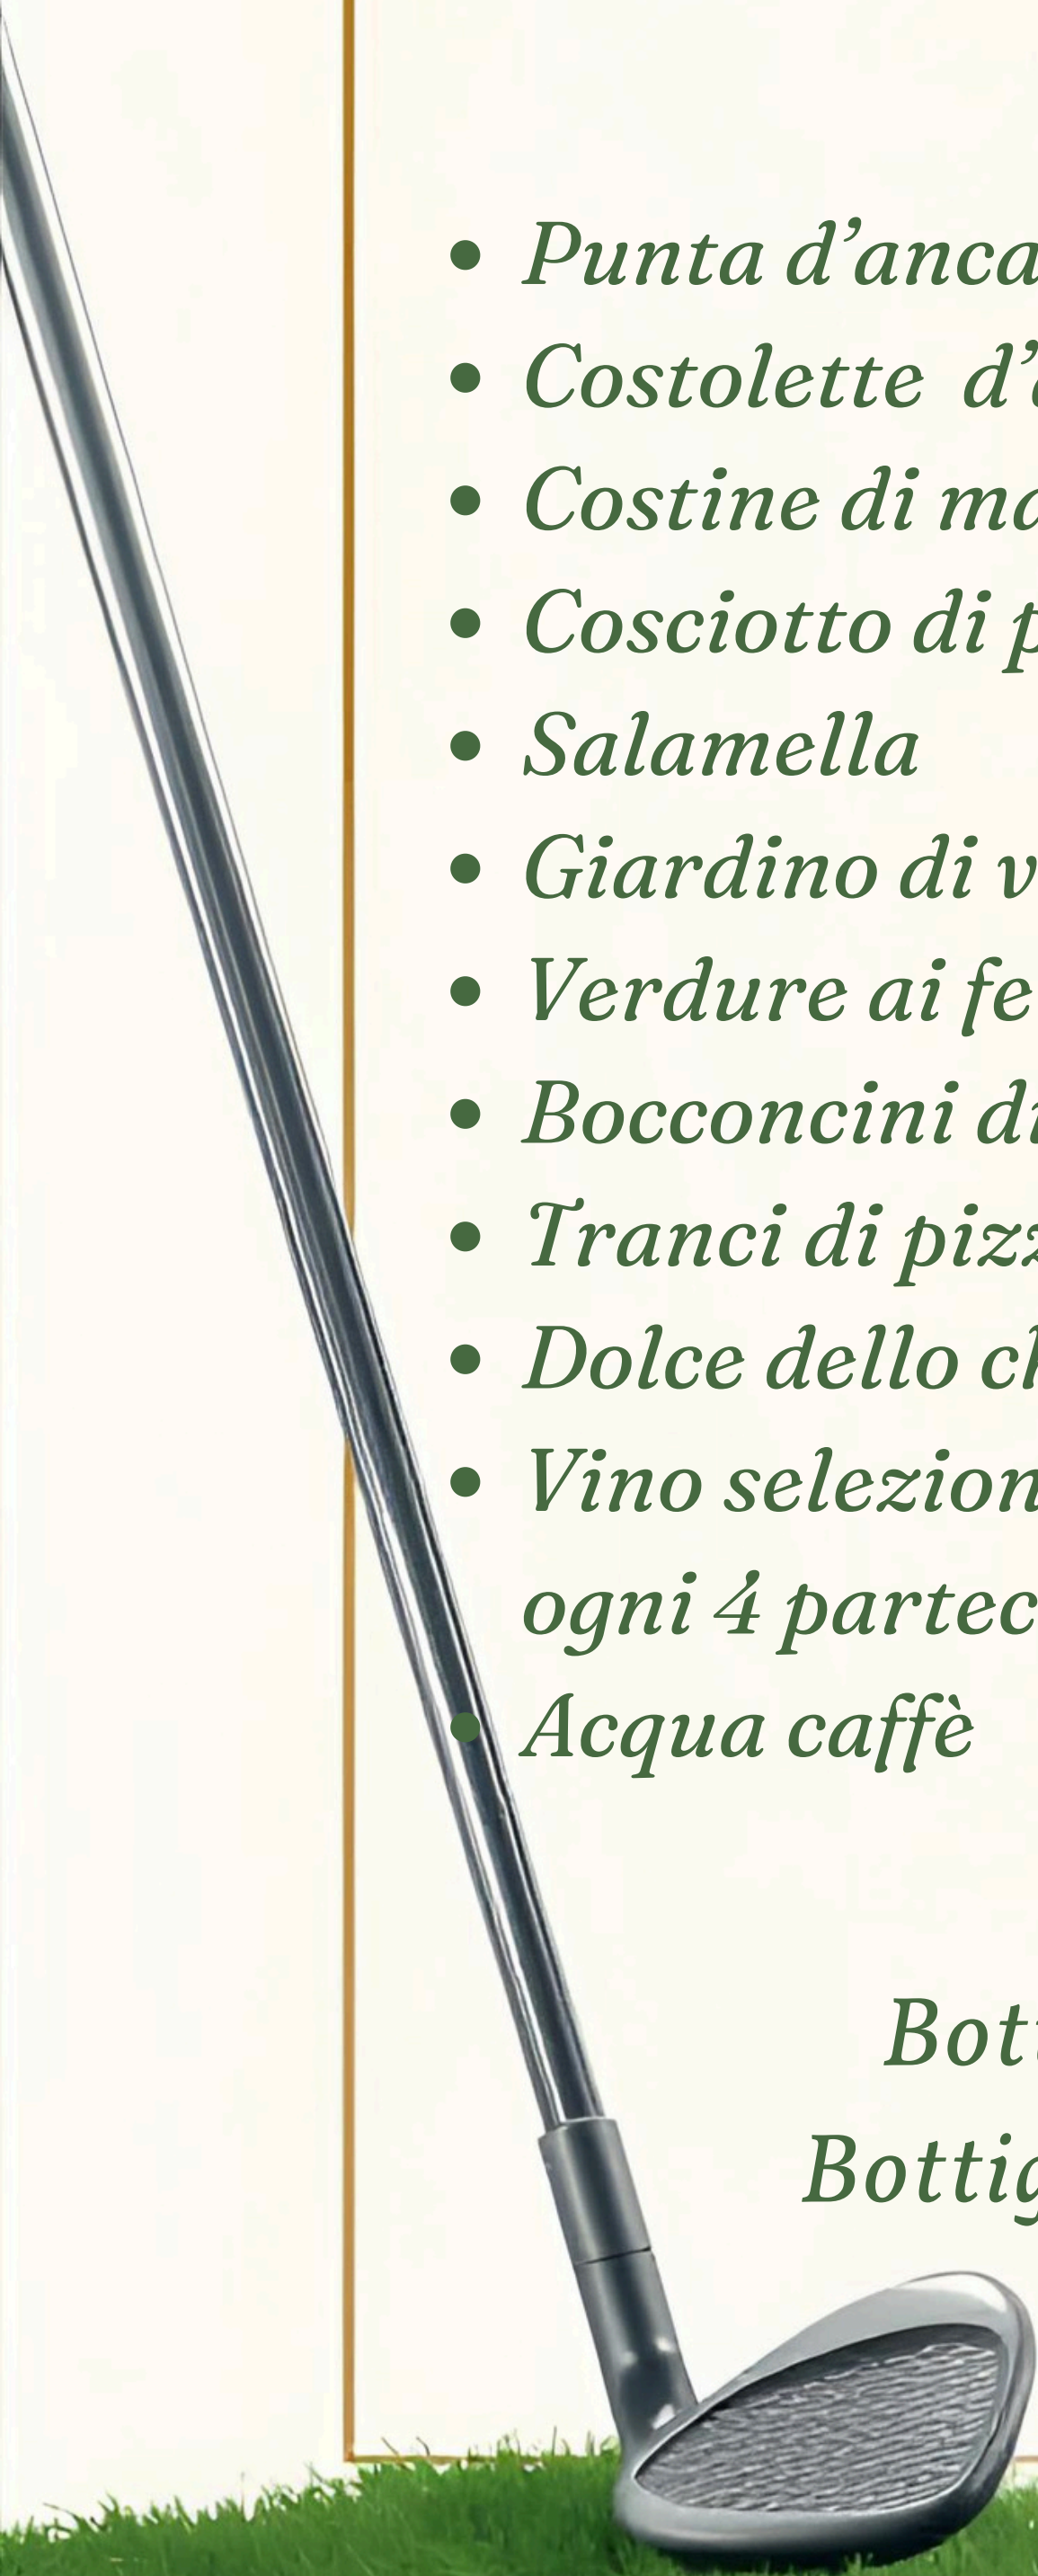 • Punta d’anca
• Costolette d’
• Costine di ma
• Cosciotto di p
• Salamella
• Giardino di v
• Verdure ai fe
• Bocconcini di
• Tranci di pizz
• Dolce dello ch
• Vino selezion
ogni 4 partec
• Acqua caffè
Bott
Bottig